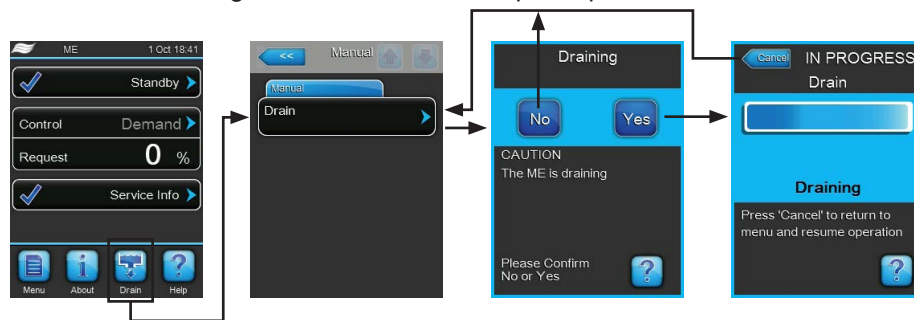 ME 1 Oct 18:41
Standby
Control Demand
Request 0 %
Service Info
Menu About Drain Help
<< Manual
Manual
Drain
Draining
No Yes
CAUTION
The ME is draining
Please Confirm
No or Yes
?
Cancel IN PROGRESS
Drain
Draining
Press 'Cancel' to return to
menu and resume operation
?